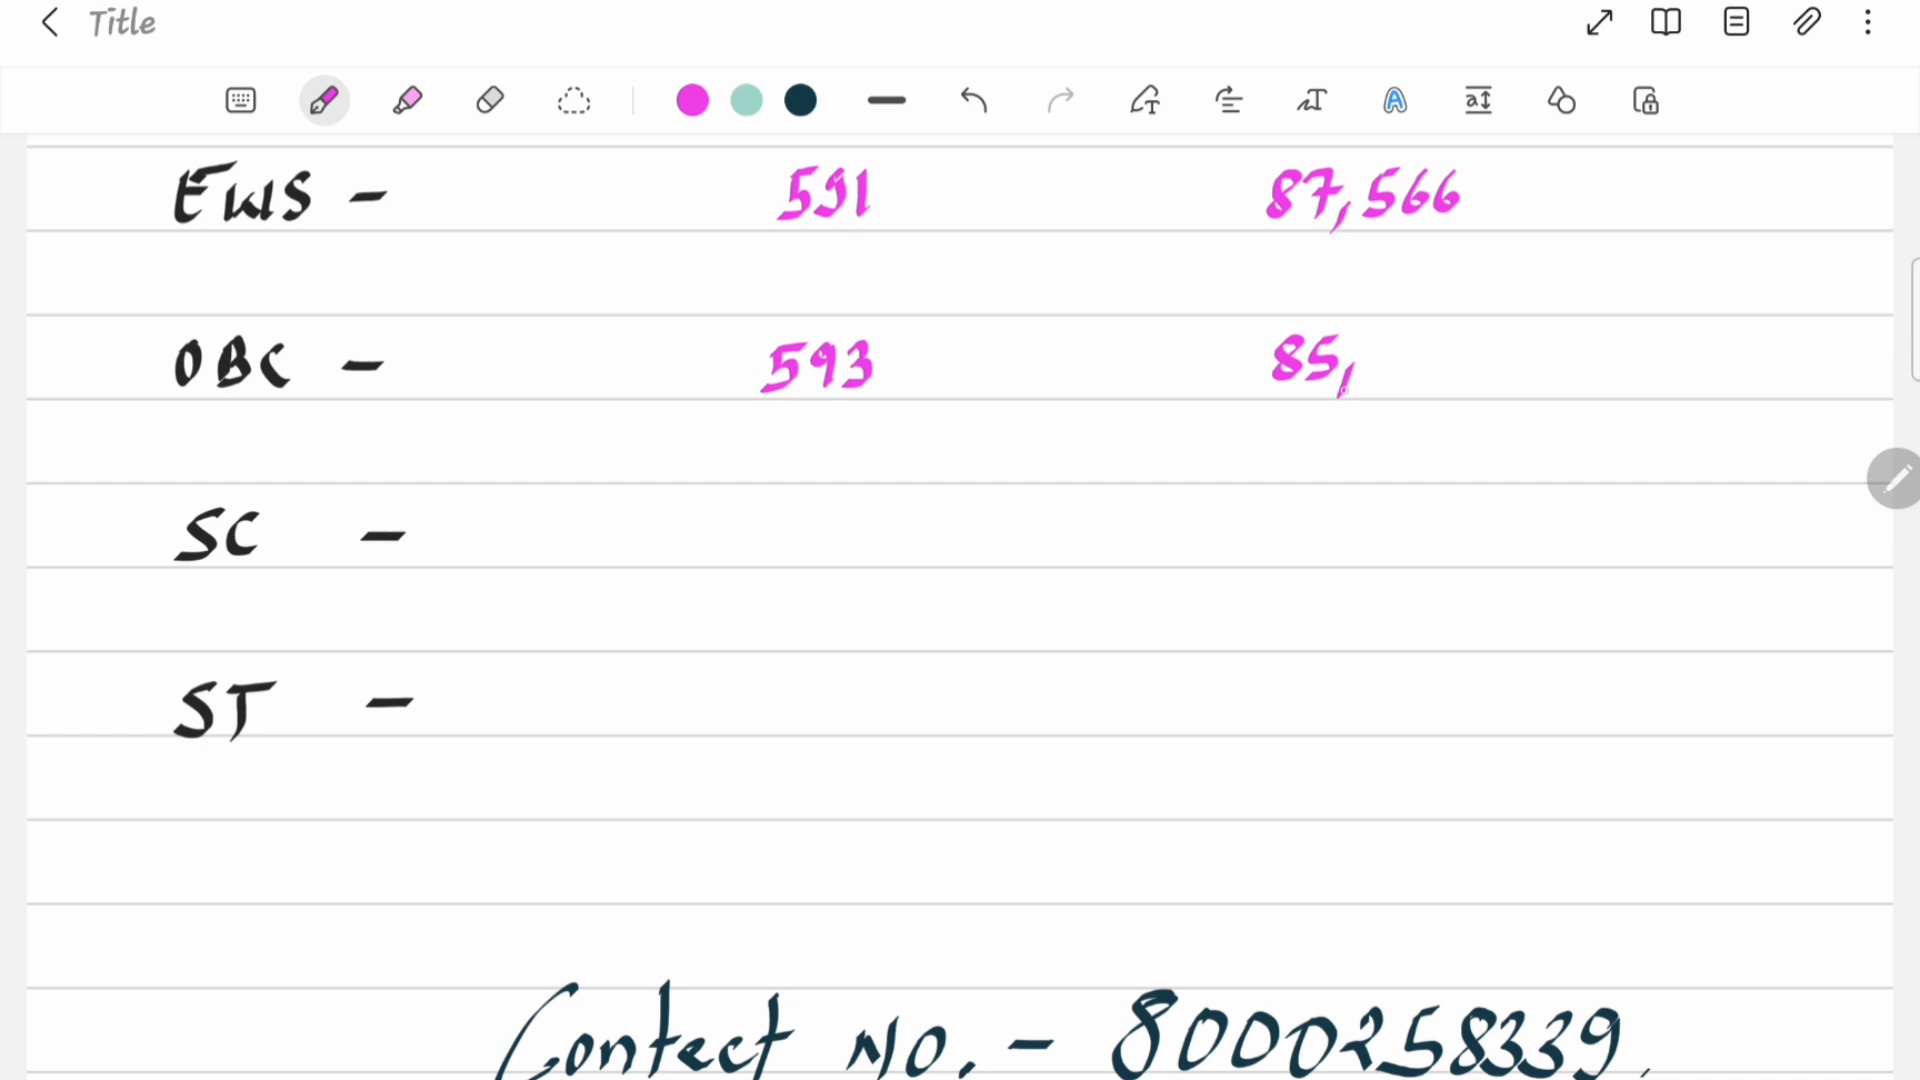 Title
EWS - 591 87,566
OBC - 593 85,
SC -
ST -
Contect No. - 8000258339.